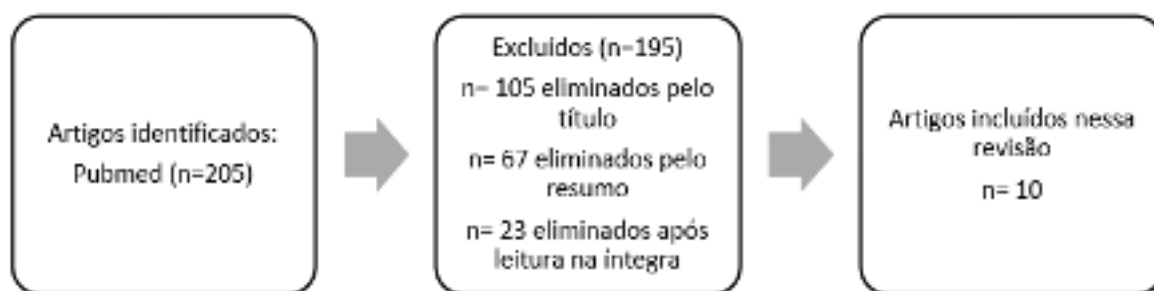 Artigos identificados:
Pubmed (n=205)
Excluídos (n=195)
n= 105 eliminados pelo
título
n= 67 eliminados pelo
resumo
n= 23 eliminados após
leitura na integra
Artigos incluídos nessa
revisão
n= 10